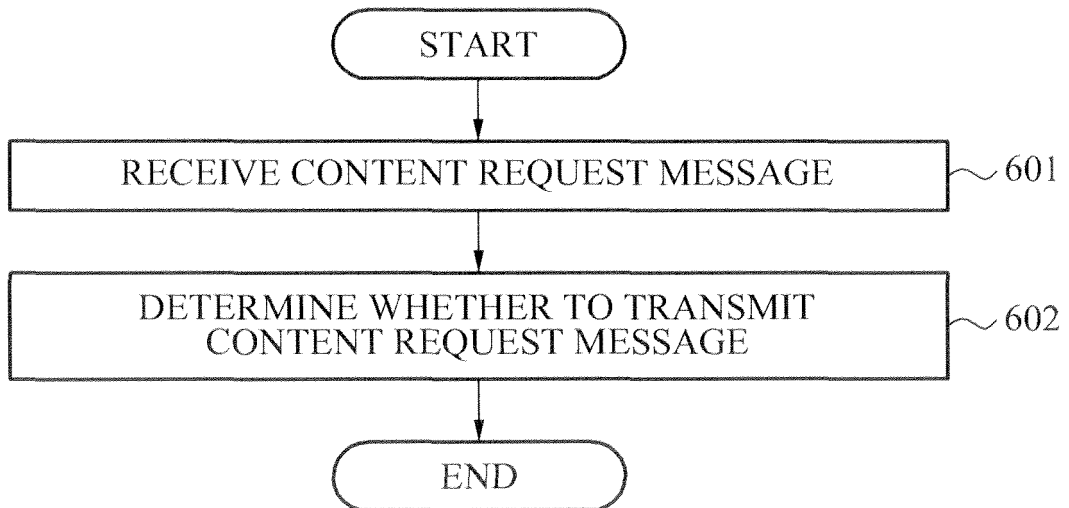 START
RECEIVE CONTENT REQUEST MESSAGE
601
DETERMINE WHETHER TO TRANSMIT
CONTENT REQUEST MESSAGE
602
END